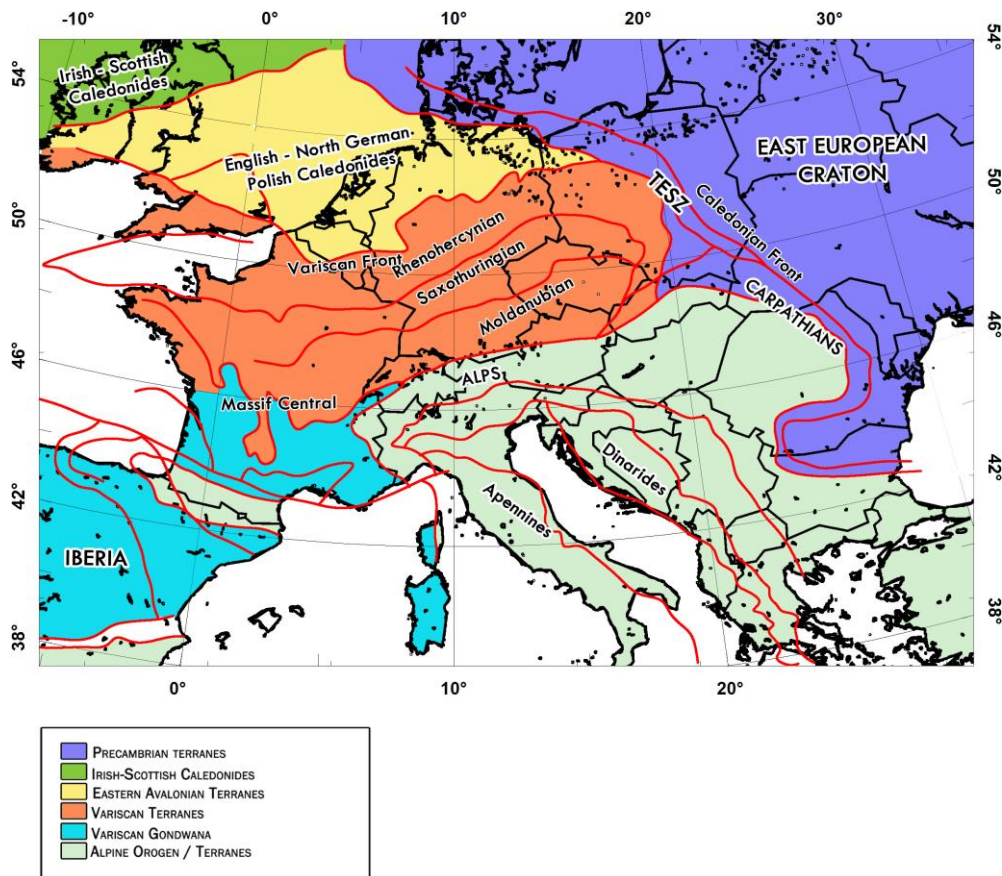 -10° 0° 10° 20° 30°
54°
54°
50°
50°
46°
46°
42°
42°
38°
38°
Irish - Scottish
Caledonides
English - North German.
Polish Caledonides
EAST EUROPEAN
CRATON
TESZ
Caledonian Front
Variscan Front
Rhenohercynian
Saxothuringian
Moldanubian
CARPATHIANS
ALPS
Massif Central
Dinarides
Apennines
IBERIA
0° 10° 20°
PRECAMBRIAN TERRANES
IRISH-SCOTTISH CALEDONIDES
EASTERN AVALONIAN TERRANES
VARISCAN TERRANES
VARISCAN GONDWANA
ALPINE OROGEN / TERRANES